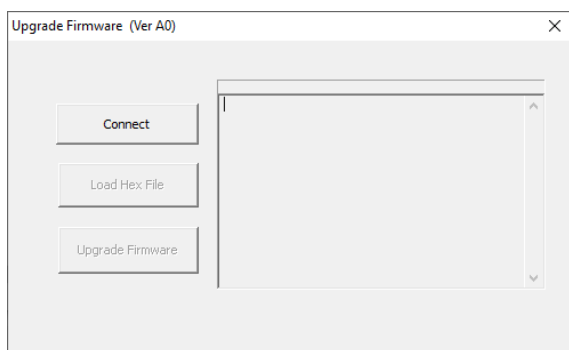 Upgrade Firmware (Ver A0)
Connect
Load Hex File
Upgrade Firmware